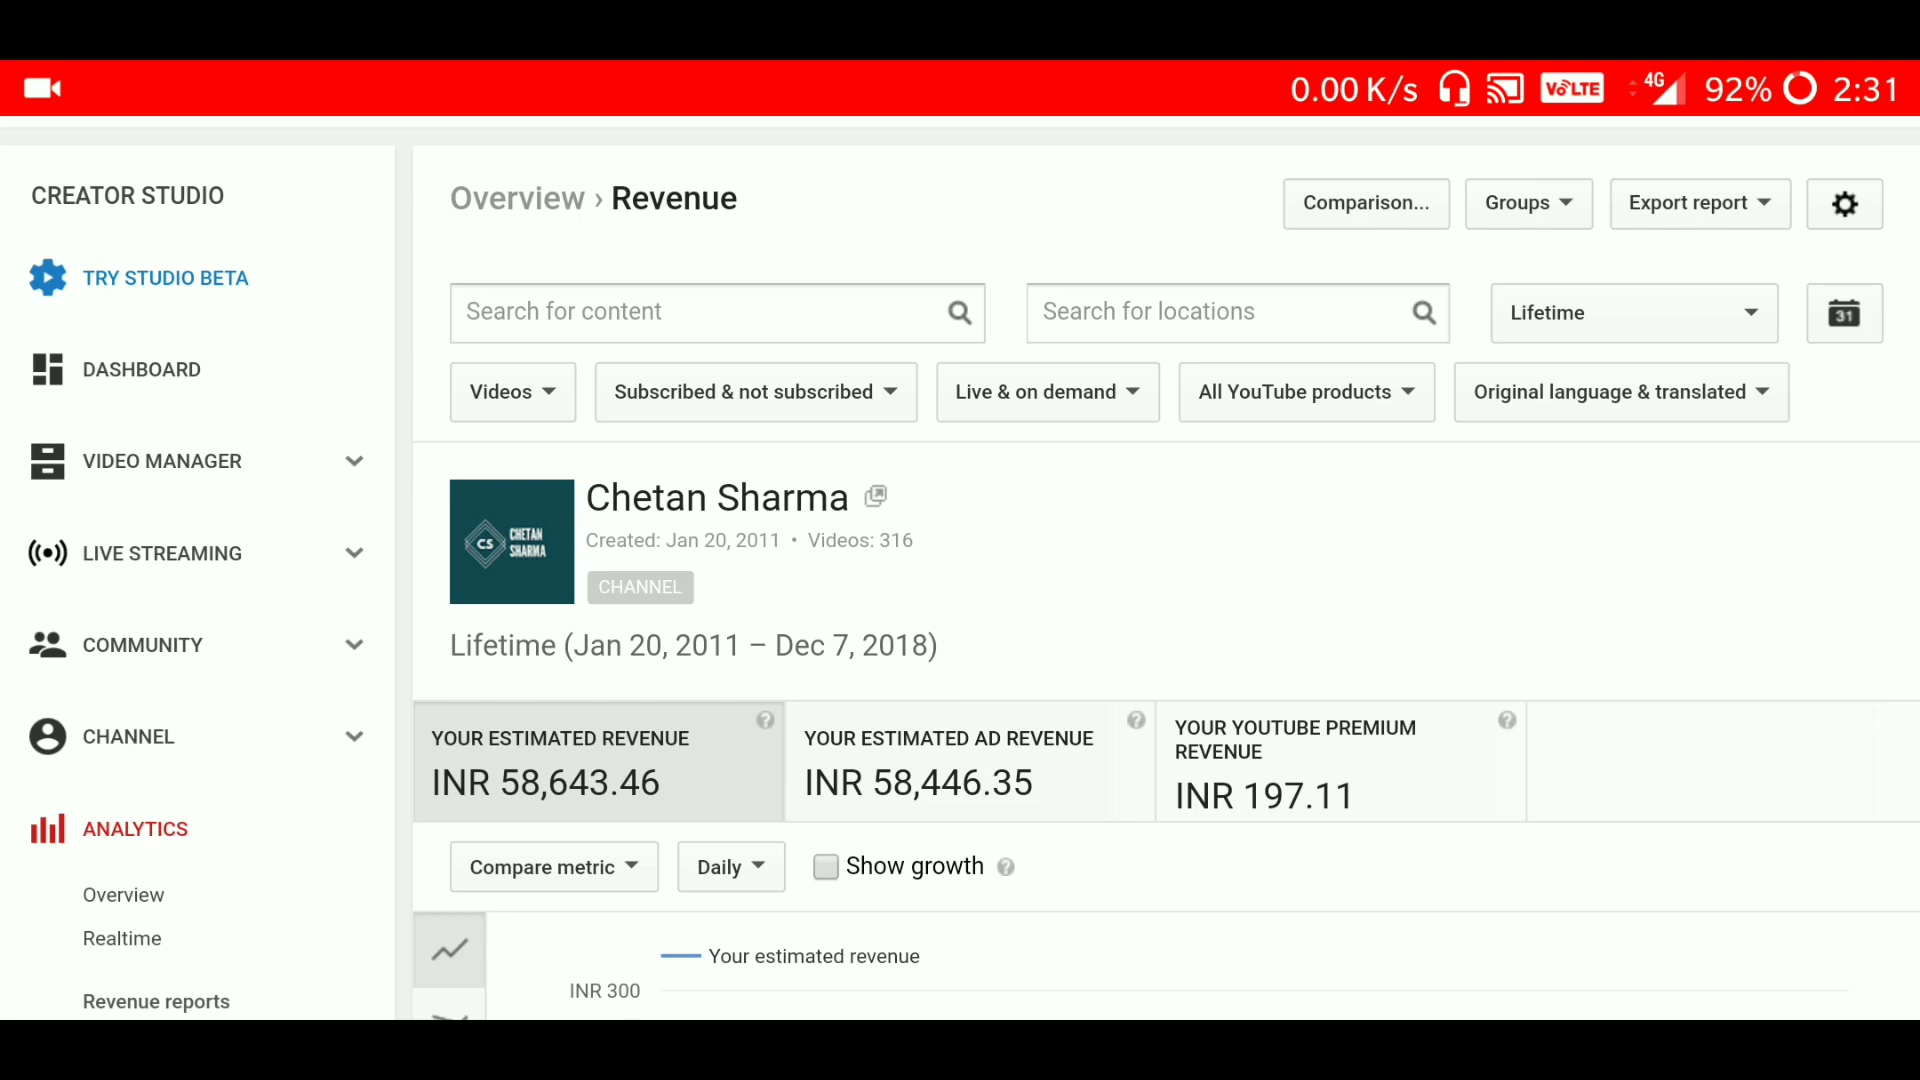 0.00 K/s VoLTE 4G 92% 2:31
CREATOR STUDIO
TRY STUDIO BETA
DASHBOARD
VIDEO MANAGER
LIVE STREAMING
COMMUNITY
CHANNEL
ANALYTICS
Overview
Realtime
Revenue reports
Overview › Revenue
Comparison... Groups Export report
Search for content Search for locations Lifetime 31
Videos Subscribed & not subscribed Live & on demand All YouTube products Original language & translated
CS CHETAN
SHARMA
Chetan Sharma
Created: Jan 20, 2011 • Videos: 316
CHANNEL
Lifetime (Jan 20, 2011 – Dec 7, 2018)
YOUR ESTIMATED REVENUE ?
INR 58,643.46
YOUR ESTIMATED AD REVENUE ?
INR 58,446.35
YOUR YOUTUBE PREMIUM ?
REVENUE
INR 197.11
Compare metric Daily Show growth ?
Your estimated revenue
INR 300